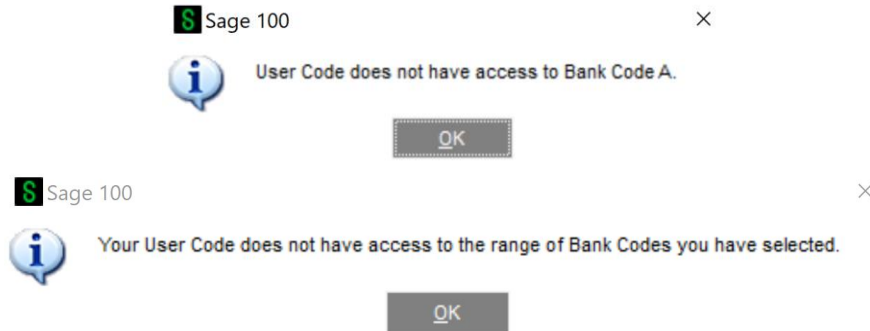 S Sage 100
User Code does not have access to Bank Code A.
OK
S Sage 100
Your User Code does not have access to the range of Bank Codes you have selected.
OK